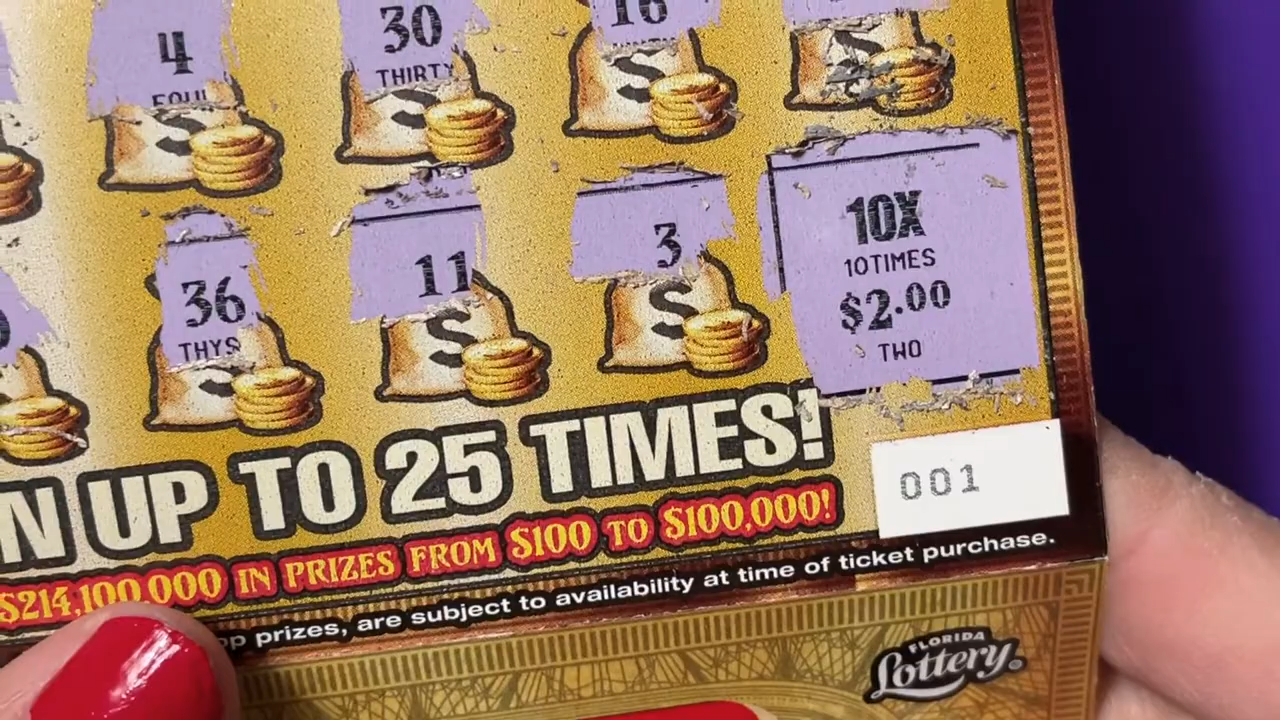 4
30
16
THIRTY
36
THYSX
11
3
10X
10TIMES
$2.00
TWO
N UP TO 25 TIMES!
$214,100,000 IN PRIZES FROM $100 TO $100,000!
001
op prizes, are subject to availability at time of ticket purchase.
FLORIDA
Lottery